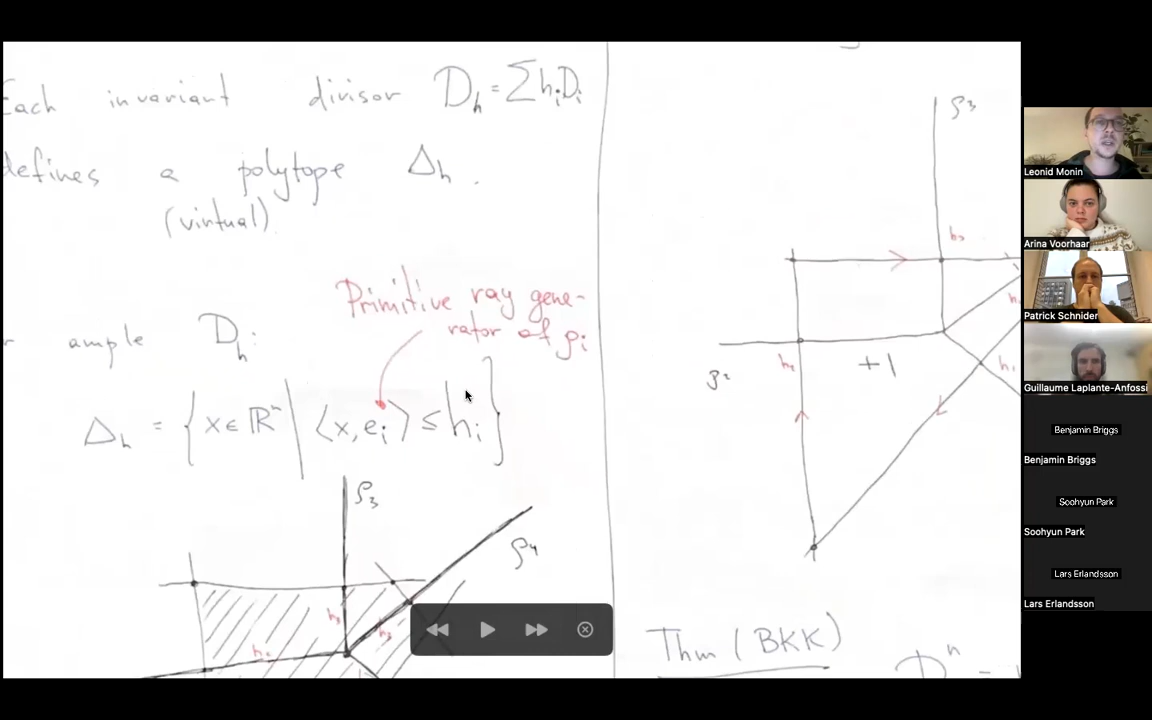 Each invariant divisor D_h = ∑h_iD_i
defines a polytope Δ_h .
(virtual)
Primitive ray gene-
rator of ρ_i
ample D_h:
Δ_h = { x ∈ ℝ^n | ⟨x, e_i⟩ ≤ h_i }
ρ_3
ρ_4
h_3
h_2
ρ_3
h_3
h_2
+1
h_1
ρ_2
Thm (BKK)
D^n
Leonid Monin
Arina Voorhaar
Patrick Schnider
Guillaume Laplante-Anfossi
Benjamin Briggs
Benjamin Briggs
Soohyun Park
Soohyun Park
Lars Erlandsson
Lars Erlandsson